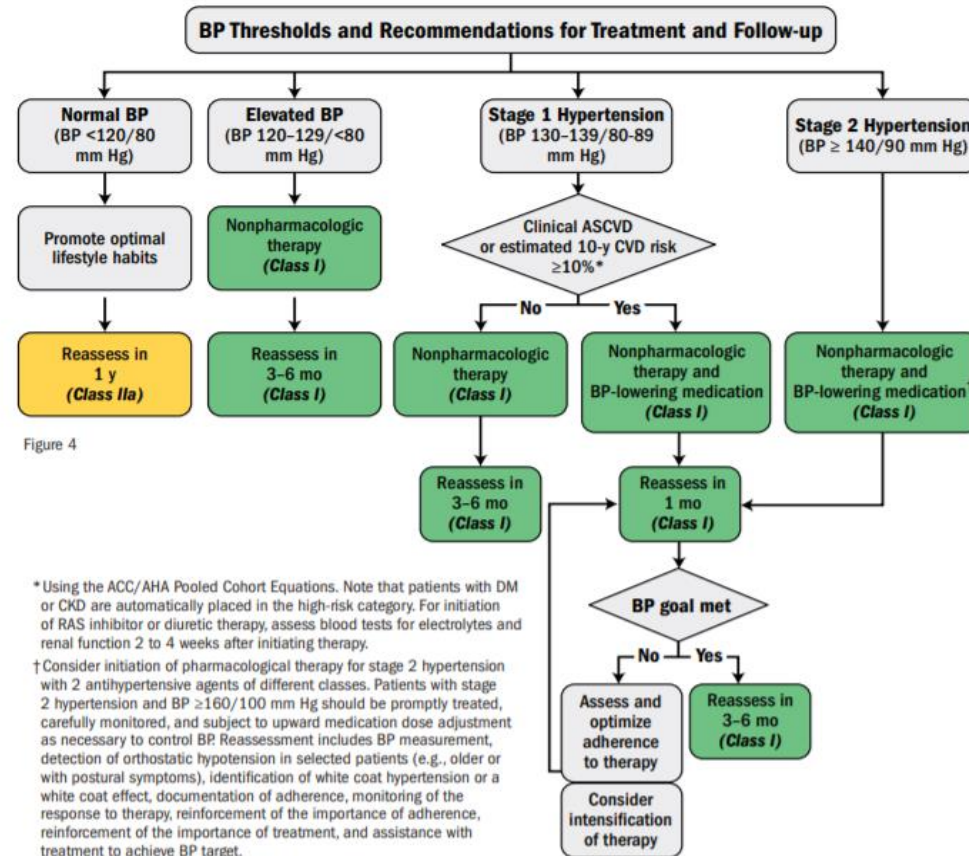 BP Thresholds and Recommendations for Treatment and Follow-up
Normal BP
(BP <120/80
mm Hg)
Elevated BP
(BP 120–129/<80
mm Hg)
Stage 1 Hypertension
(BP 130–139/80-89
mm Hg)
Stage 2 Hypertension
(BP ≥ 140/90 mm Hg)
Promote optimal
lifestyle habits
Nonpharmacologic
therapy
(Class I)
Clinical ASCVD
or estimated 10-y CVD risk
≥10%*
No
Yes
Reassess in
1 y
(Class IIa)
Reassess in
3–6 mo
(Class I)
Nonpharmacologic
therapy
(Class I)
Nonpharmacologic
therapy and
BP-lowering medication
(Class I)
Nonpharmacologic
therapy and
BP-lowering medication
(Class I)
Figure 4
Reassess in
3–6 mo
(Class I)
Reassess in
1 mo
(Class I)
BP goal met
No
Yes
Assess and
optimize
adherence
to therapy
Reassess in
3–6 mo
(Class I)
Consider
intensification
of therapy
* Using the ACC/AHA Pooled Cohort Equations. Note that patients with DM
or CKD are automatically placed in the high-risk category. For initiation
of RAS inhibitor or diuretic therapy, assess blood tests for electrolytes and
renal function 2 to 4 weeks after initiating therapy.
† Consider initiation of pharmacological therapy for stage 2 hypertension
with 2 antihypertensive agents of different classes. Patients with stage
2 hypertension and BP ≥160/100 mm Hg should be promptly treated,
carefully monitored, and subject to upward medication dose adjustment
as necessary to control BP. Reassessment includes BP measurement,
detection of orthostatic hypotension in selected patients (e.g., older or
with postural symptoms), identification of white coat hypertension or a
white coat effect, documentation of adherence, monitoring of the
response to therapy, reinforcement of the importance of adherence,
reinforcement of the importance of treatment, and assistance with
treatment to achieve BP target.